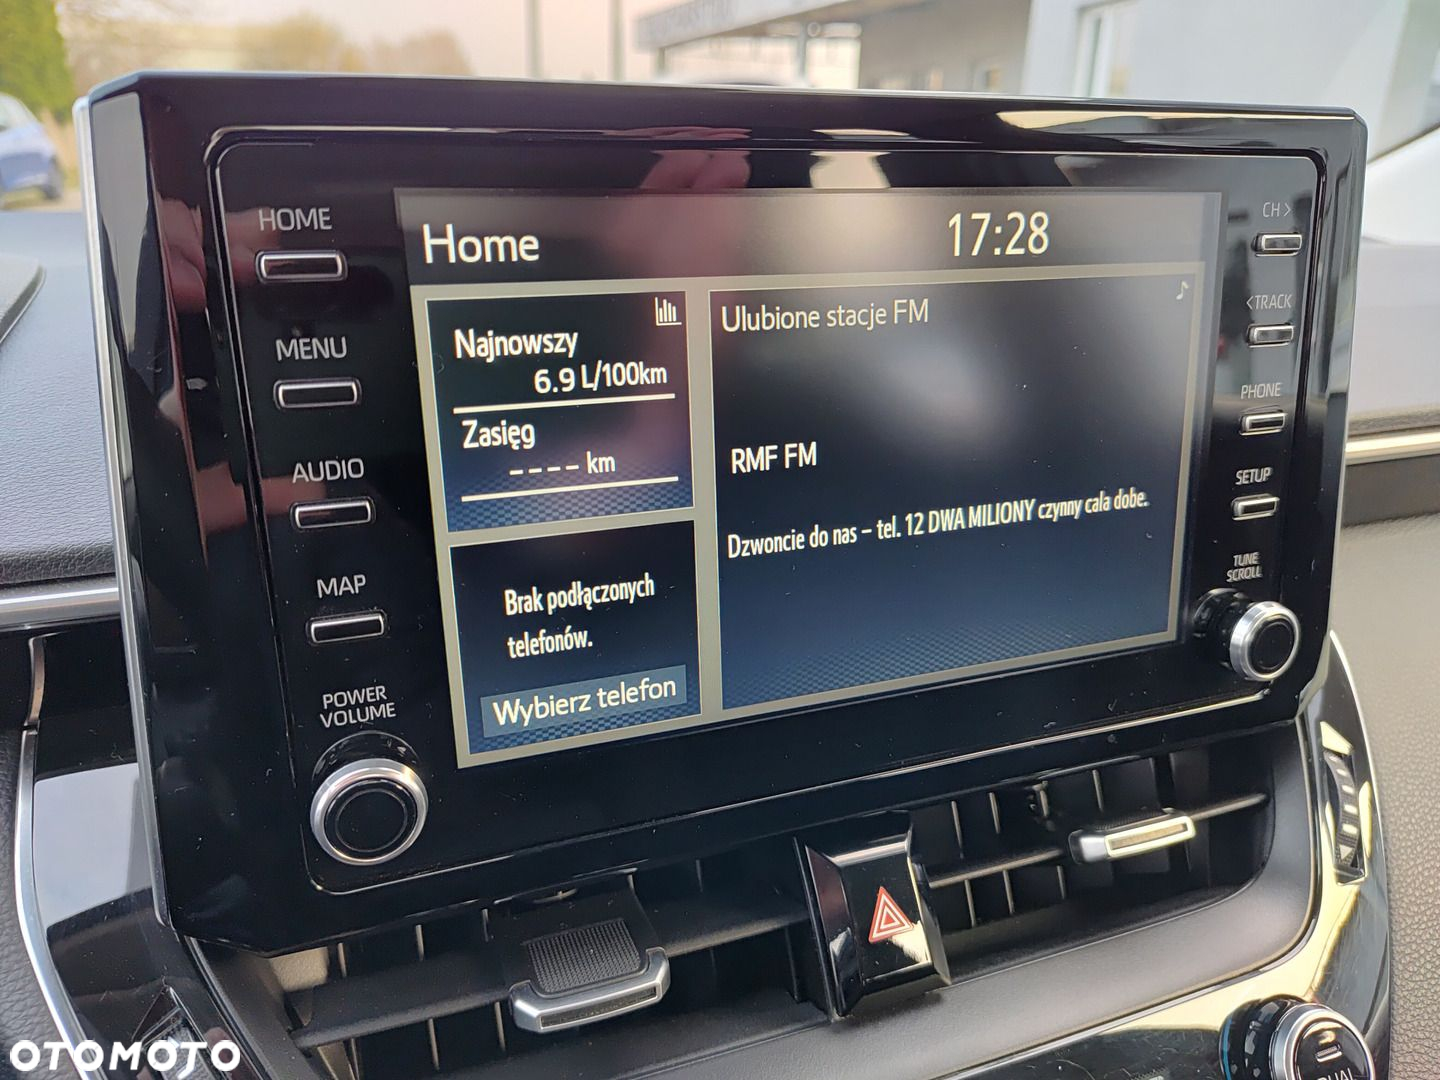 HOME
MENU
AUDIO
MAP
POWER
VOLUME
Home
17:28
Najnowszy
6.9 L/100km
Zasięg
---- km
Brak podłączonych
telefonów.
Wybierz telefon
Ulubione stacje FM
RMF FM
Dzwoncie do nas – tel. 12 DWA MILIONY czynny cala dobe.
CH >
< TRACK
PHONE
SETUP
TUNE
SCROLL
OTOMOTO